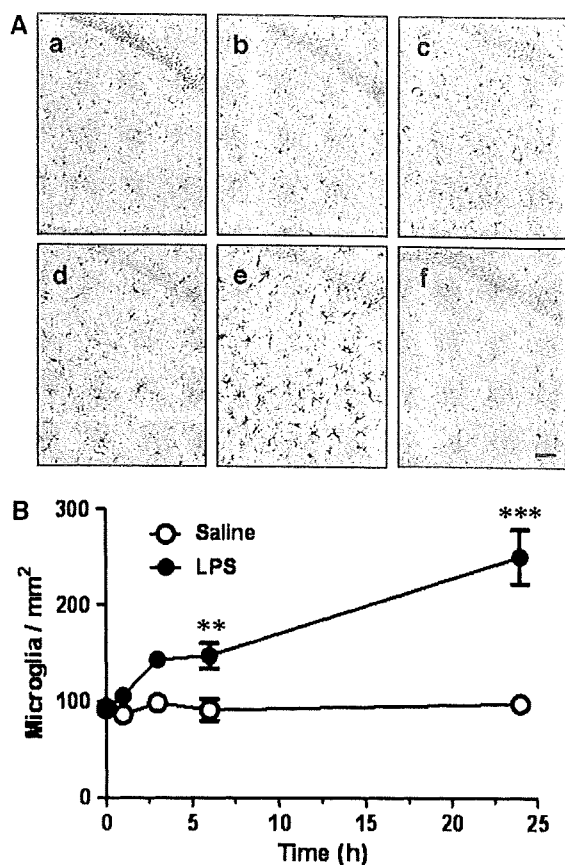 A
a b c
d e f
B
300
200
100
0
Microglia / mm²
Saline
LPS
**
***
0 5 10 15 20 25
Time (h)